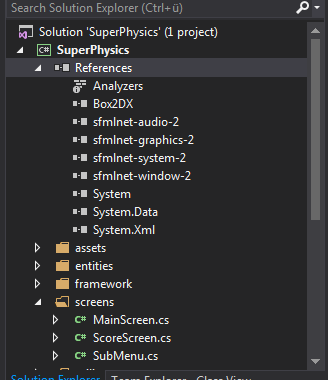 Search Solution Explorer (Ctrl+ü)
Solution 'SuperPhysics' (1 project)
C# SuperPhysics
References
Analyzers
Box2DX
sfmlnet-audio-2
sfmlnet-graphics-2
sfmlnet-system-2
sfmlnet-window-2
System
System.Data
System.Xml
assets
entities
framework
screens
C# MainScreen.cs
C# ScoreScreen.cs
C# SubMenu.cs
Solution Explorer Team Explorer Class View